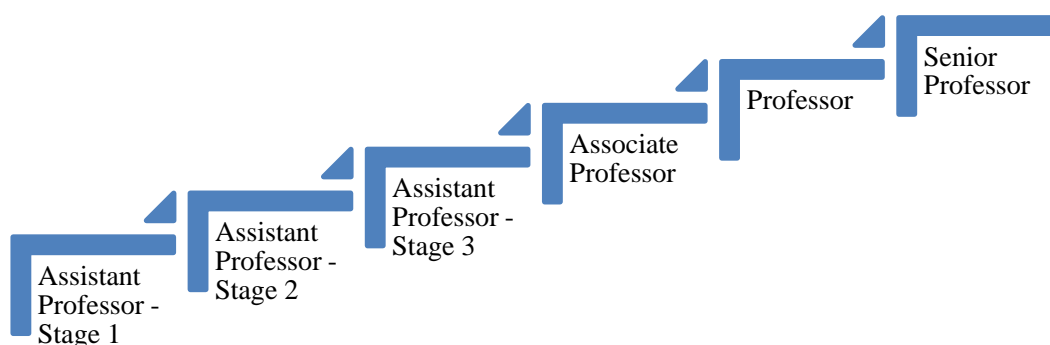 Assistant
Professor -
Stage 1
Assistant
Professor -
Stage 2
Assistant
Professor -
Stage 3
Associate
Professor
Professor
Senior
Professor